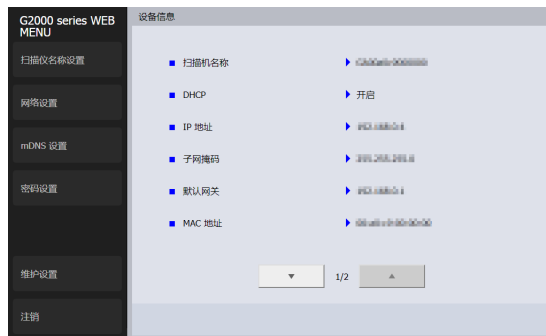 G2000 series WEB
MENU
设备信息
扫描仪名称设置
网络设置
mDNS 设置
密码设置
维护设置
注销
扫描机名称
DHCP
开启
IP 地址
子网掩码
默认网关
MAC 地址
1/2